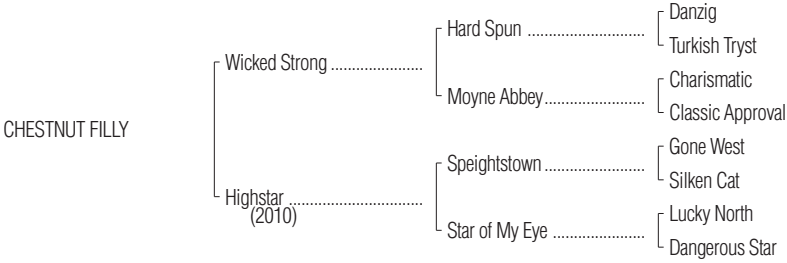 Danzig
Hard Spun ..........................
Turkish Tryst
Wicked Strong ....................
Charismatic
Moyne Abbey......................
Classic Approval
CHESTNUT FILLY
Gone West
Speightstown ......................
Silken Cat
Highstar .............................
(2010)
Lucky North
Star of My Eye ....................
Dangerous Star